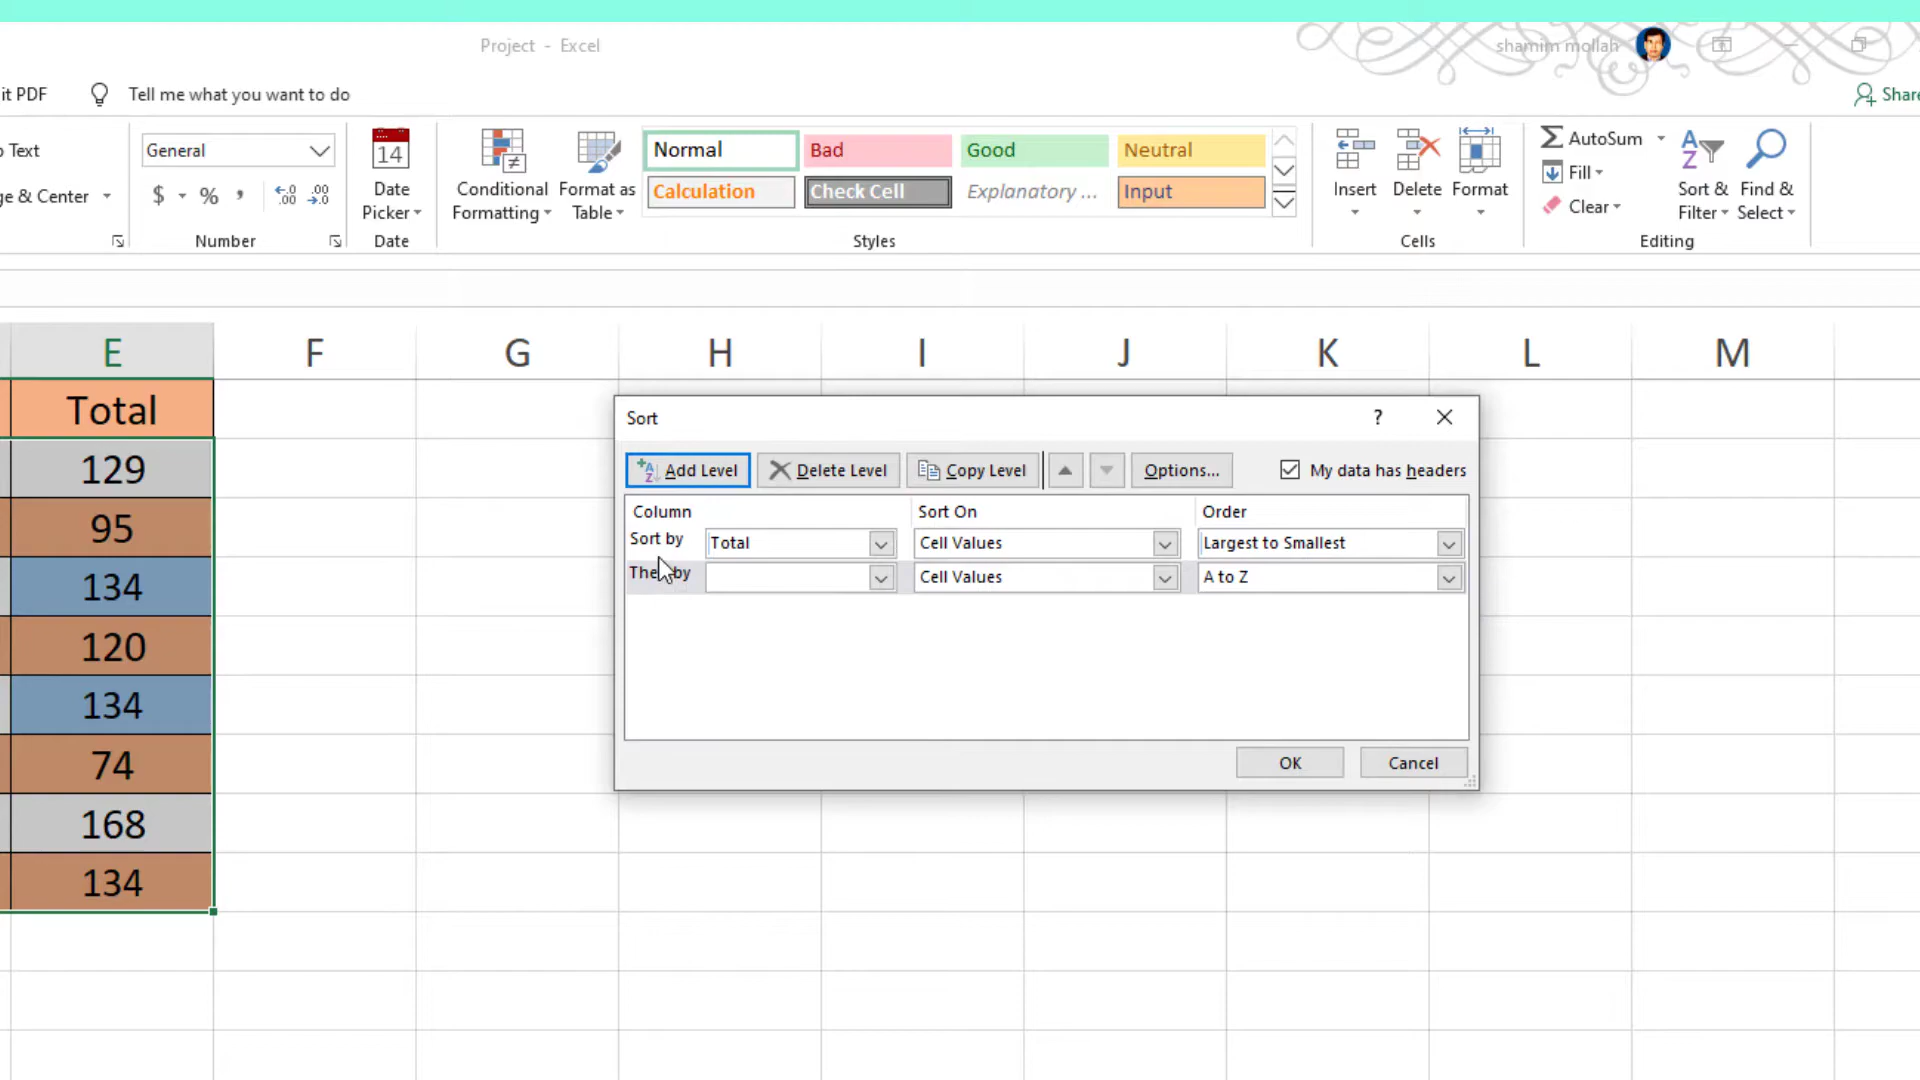 Project - Excel
shamim mollah
it PDF
Tell me what you want to do
Share
Text
General
14
Normal
Bad
Good
Neutral
Calculation
Check Cell
Explanatory ...
Input
ge & Center
$ % ,
Date Picker
Conditional Formatting
Format as Table
Insert
Delete
Format
AutoSum
Fill
Clear
Sort & Filter
Find & Select
Number
Date
Styles
Cells
Editing
E F G H I J K L M
Total
129
95
134
120
134
74
168
134
Sort
?
Add Level
Delete Level
Copy Level
Options...
My data has headers
Column
Sort On
Order
Sort by
Total
Cell Values
Largest to Smallest
Then by
Cell Values
A to Z
OK
Cancel